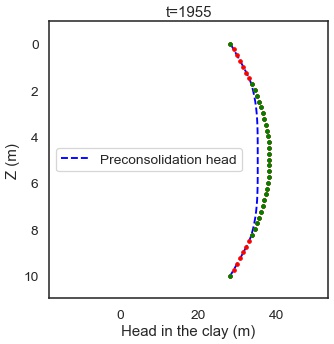 t=1955
0
2
4
6
8
10
Z (m)
Preconsolidation head
0
20
40
Head in the clay (m)